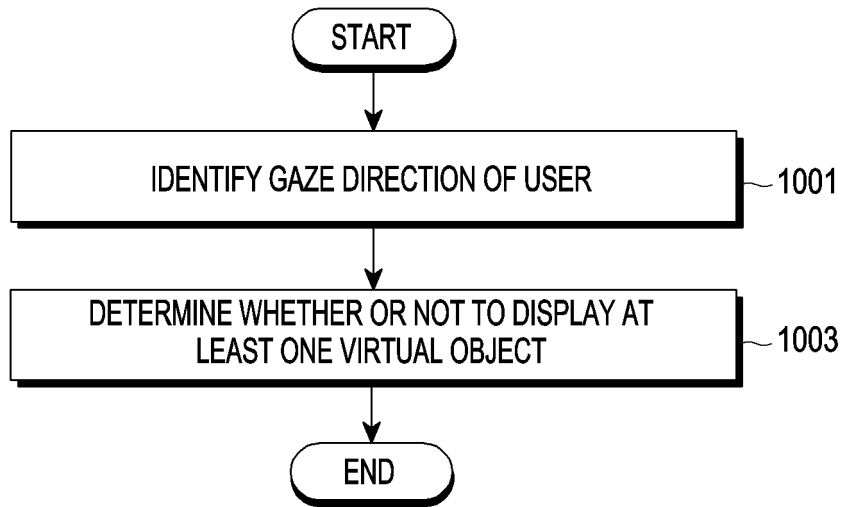 START
IDENTIFY GAZE DIRECTION OF USER
1001
DETERMINE WHETHER OR NOT TO DISPLAY AT
LEAST ONE VIRTUAL OBJECT
1003
END